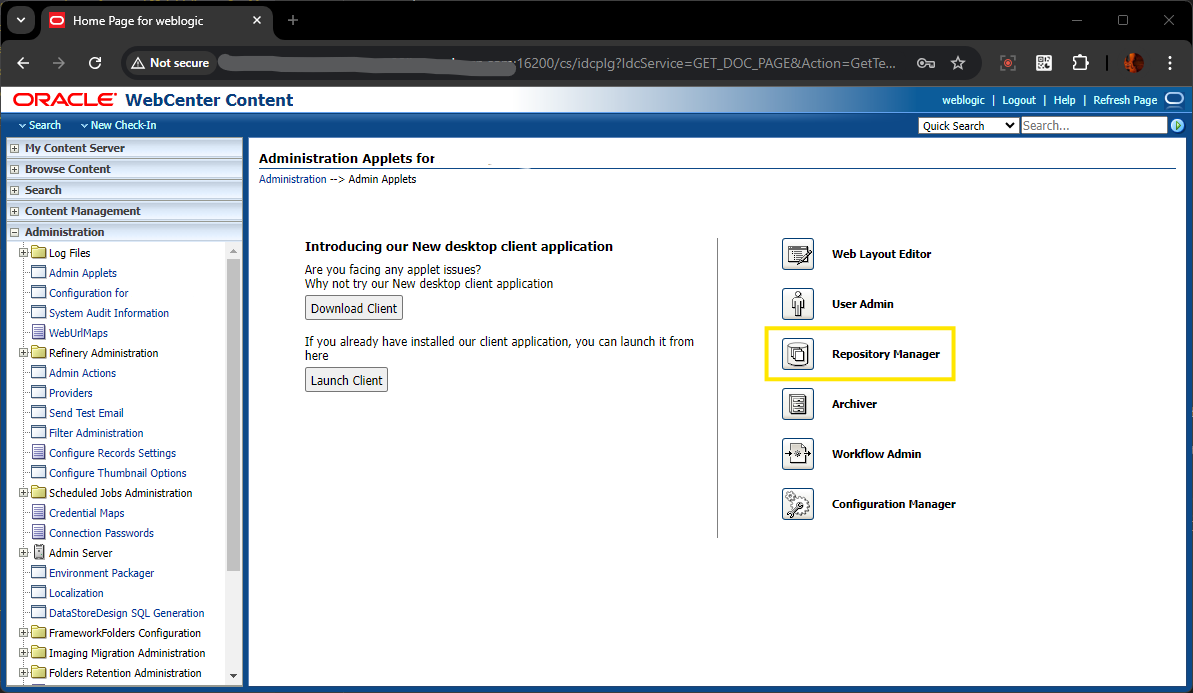 Home Page for weblogic
Not secure
:16200/cs/idcplg?IdcService=GET_DOC_PAGE&Action=GetTe...
ORACLE WebCenter Content
weblogic | Logout | Help | Refresh Page
Search New Check-In
Quick Search Search...
My Content Server
Browse Content
Search
Content Management
Administration
Log Files
Admin Applets
Configuration for
System Audit Information
WebUrlMaps
Refinery Administration
Admin Actions
Providers
Send Test Email
Filter Administration
Configure Records Settings
Configure Thumbnail Options
Scheduled Jobs Administration
Credential Maps
Connection Passwords
Admin Server
Environment Packager
Localization
DataStoreDesign SQL Generation
FrameworkFolders Configuration
Imaging Migration Administration
Folders Retention Administration
Administration Applets for
Administration --> Admin Applets
Introducing our New desktop client application
Are you facing any applet issues?
Why not try our New desktop client application
Download Client
If you already have installed our client application, you can launch it from
here
Launch Client
Web Layout Editor
User Admin
Repository Manager
Archiver
Workflow Admin
Configuration Manager